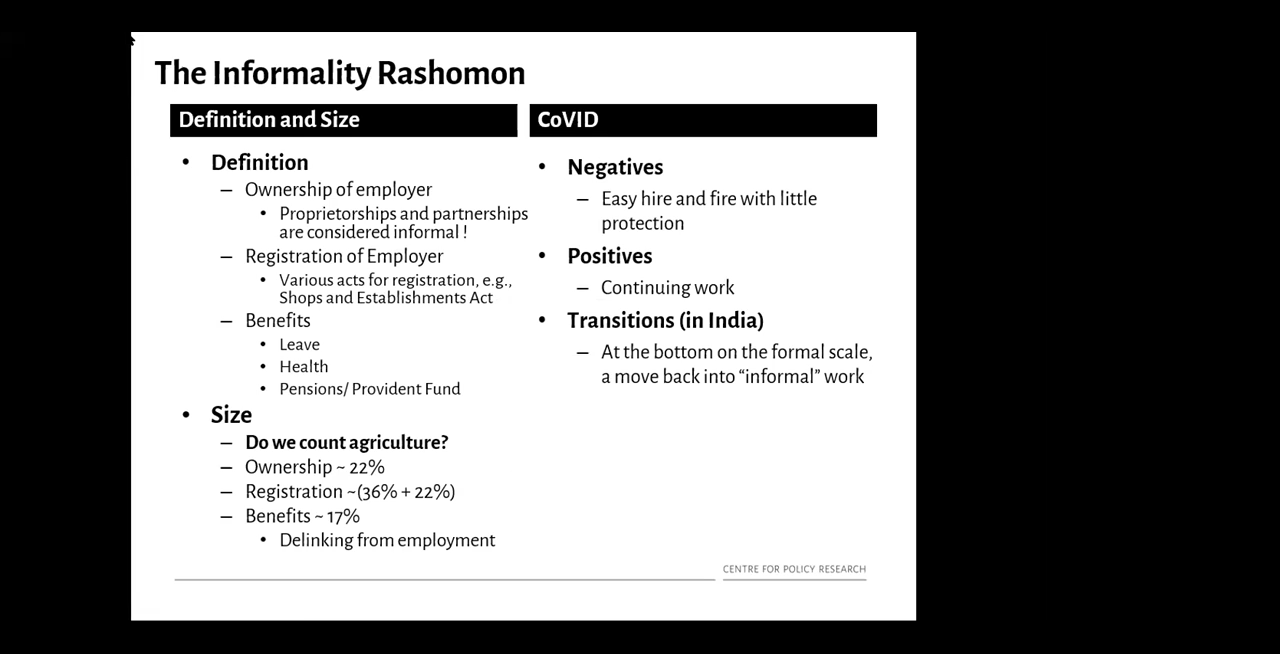 The Informality Rashomon
Definition and Size
• Definition
– Ownership of employer
• Proprietorships and partnerships
are considered informal !
– Registration of Employer
• Various acts for registration, e.g.,
Shops and Establishments Act
– Benefits
• Leave
• Health
• Pensions/ Provident Fund
• Size
– Do we count agriculture?
– Ownership ~ 22%
– Registration ~(36% + 22%)
– Benefits ~ 17%
• Delinking from employment
CoVID
• Negatives
– Easy hire and fire with little
protection
• Positives
– Continuing work
• Transitions (in India)
– At the bottom on the formal scale,
a move back into “informal” work
CENTRE FOR POLICY RESEARCH